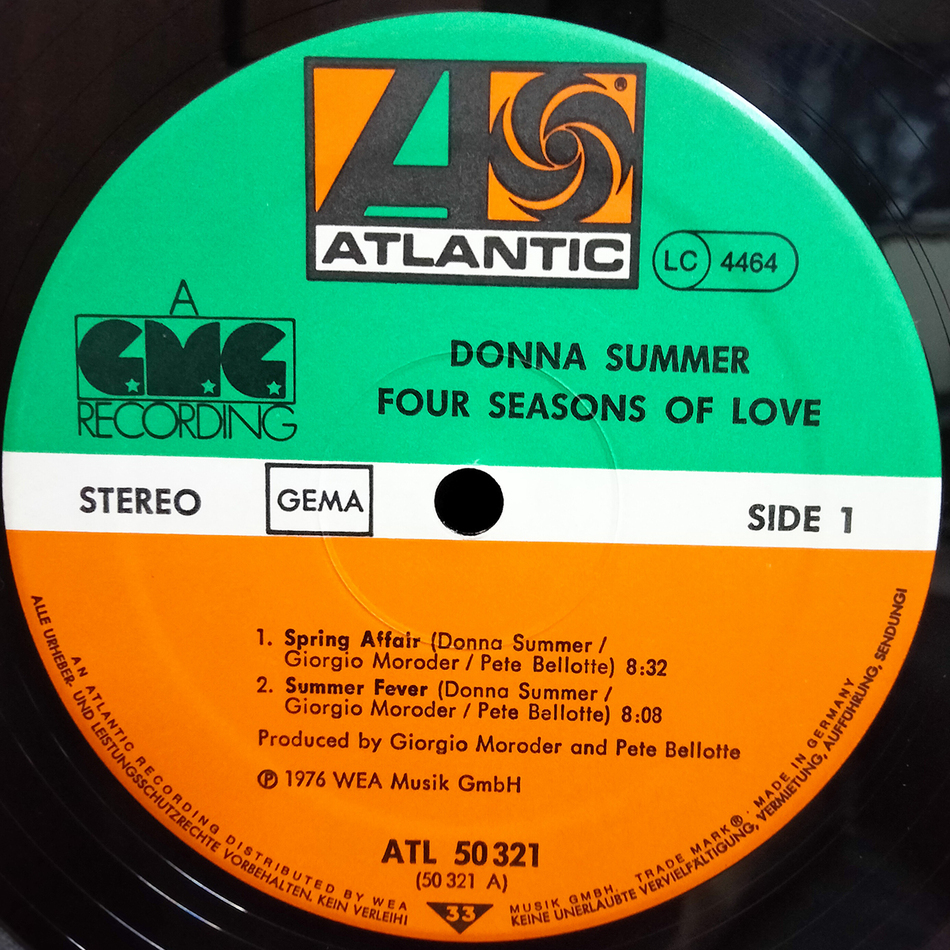 ATLANTIC
®
LC 4464
A
GMG
RECORDING
DONNA SUMMER
FOUR SEASONS OF LOVE
STEREO
GEMA
SIDE 1
1. Spring Affair (Donna Summer /
Giorgio Moroder / Pete Bellotte) 8:32
2. Summer Fever (Donna Summer /
Giorgio Moroder / Pete Bellotte) 8:08
Produced by Giorgio Moroder and Pete Bellotte
℗ 1976 WEA Musik GmbH
ATL 50 321
(50 321 A)
33
AN ATLANTIC RECORDING DISTRIBUTED BY WEA MUSIK GMBH. TRADE MARK® · MADE IN GERMANY
ALLE URHEBER- UND LEISTUNGSSCHUTZRECHTE VORBEHALTEN. KEIN VERLEIH! KEINE UNERLAUBTE VERVIELFÄLTIGUNG, VERMIETUNG, AUFFÜHRUNG, SENDUNG!